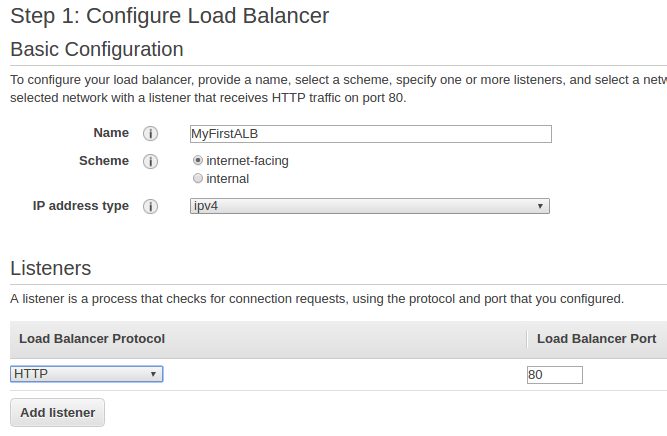 Step 1: Configure Load Balancer
Basic Configuration
To configure your load balancer, provide a name, select a scheme, specify one or more listeners, and select a
selected network with a listener that receives HTTP traffic on port 80.
Name MyFirstALB
Scheme internet-facing
internal
IP address type ipv4
Listeners
A listener is a process that checks for connection requests, using the protocol and port that you configured.
Load Balancer Protocol Load Balancer Port
HTTP 80
Add listener